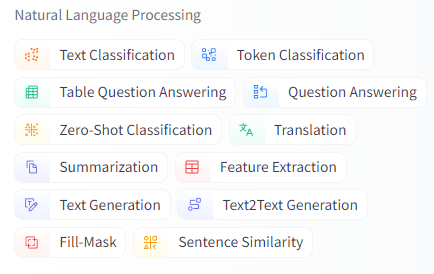 Natural Language Processing
Text Classification Token Classification
Table Question Answering Question Answering
Zero-Shot Classification Translation
Summarization Feature Extraction
Text Generation Text2Text Generation
Fill-Mask Sentence Similarity